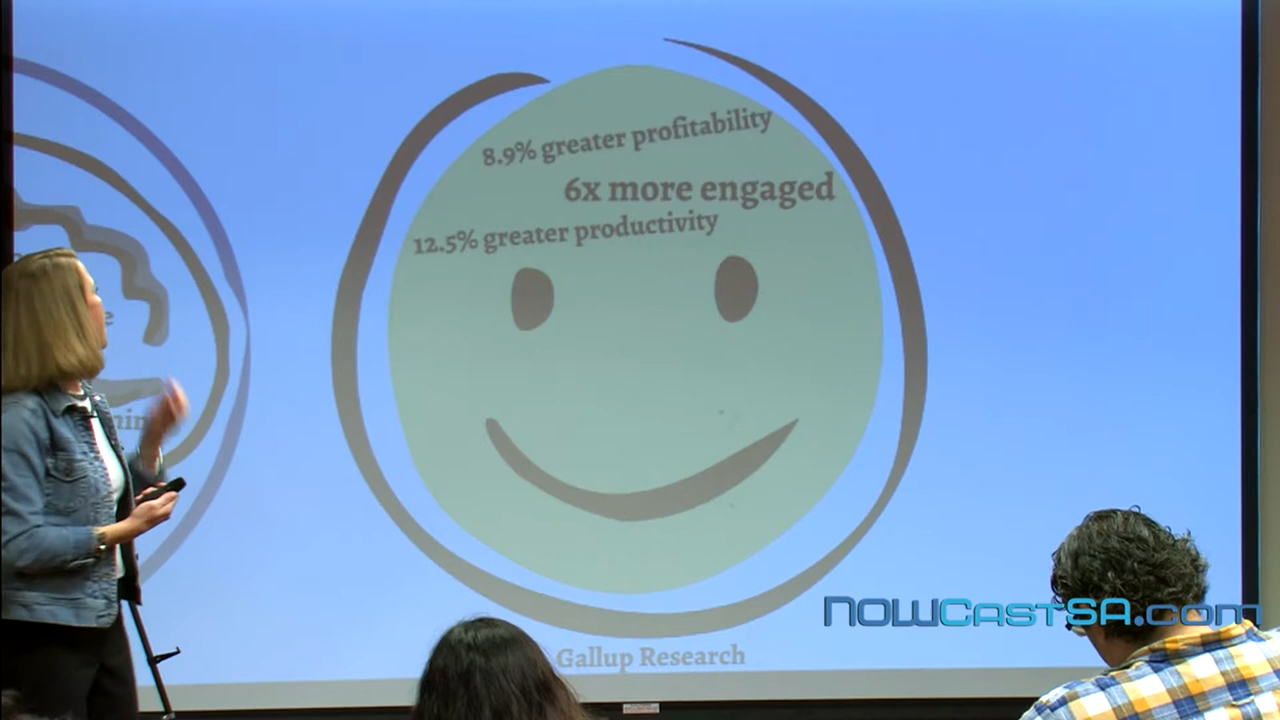 8.9% greater profitability
6x more engaged
12.5% greater productivity
Gallup Research
NOWCastSA.com